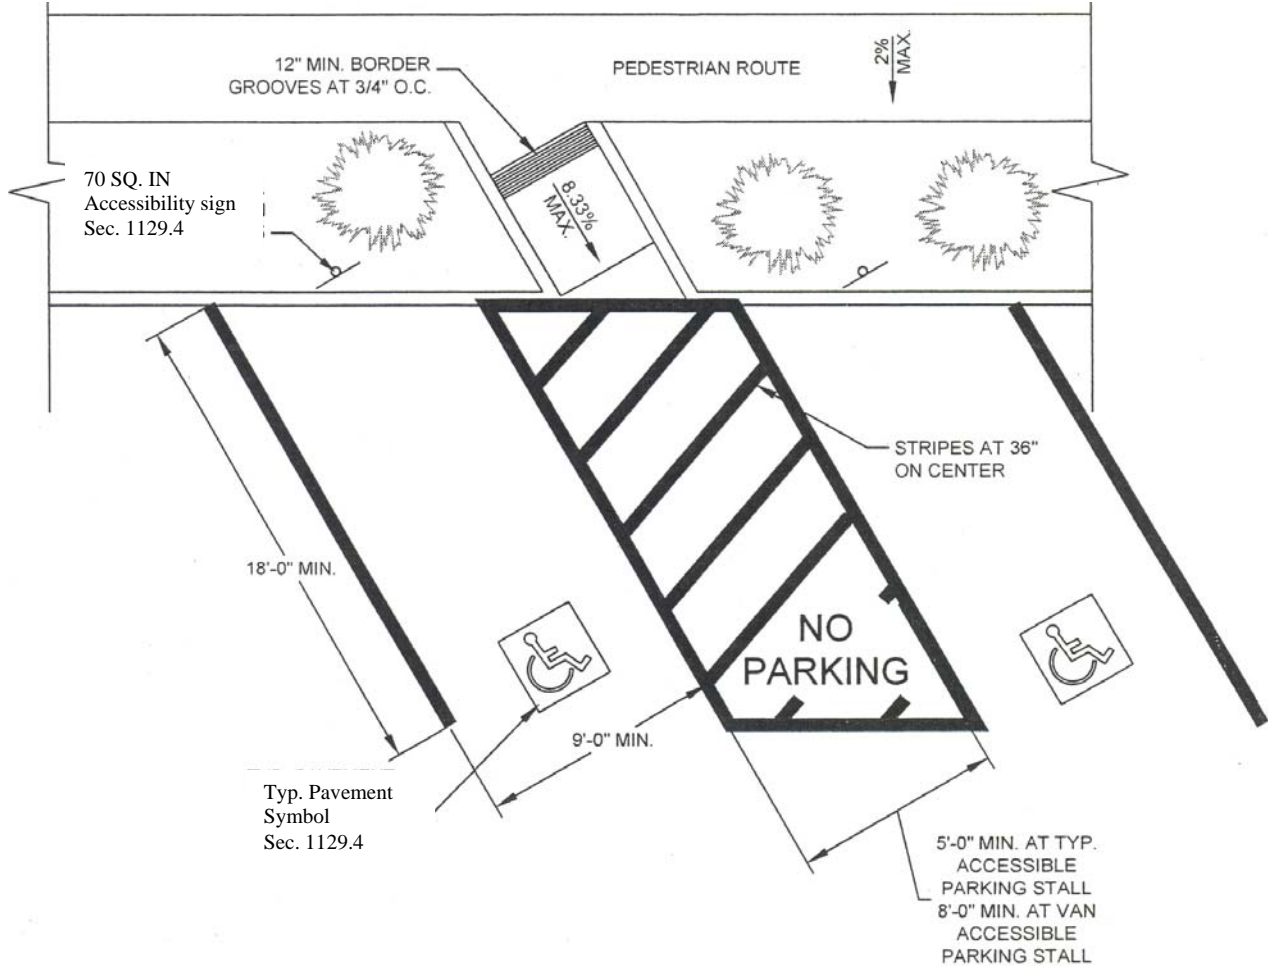 12" MIN. BORDER
GROOVES AT 3/4" O.C.
PEDESTRIAN ROUTE
2%
MAX.
70 SQ. IN
Accessibility sign
Sec. 1129.4
8.33%
MAX.
STRIPES AT 36"
ON CENTER
18'-0" MIN.
NO
PARKING
9'-0" MIN.
Typ. Pavement
Symbol
Sec. 1129.4
5'-0" MIN. AT TYP.
ACCESSIBLE
PARKING STALL
8'-0" MIN. AT VAN
ACCESSIBLE
PARKING STALL